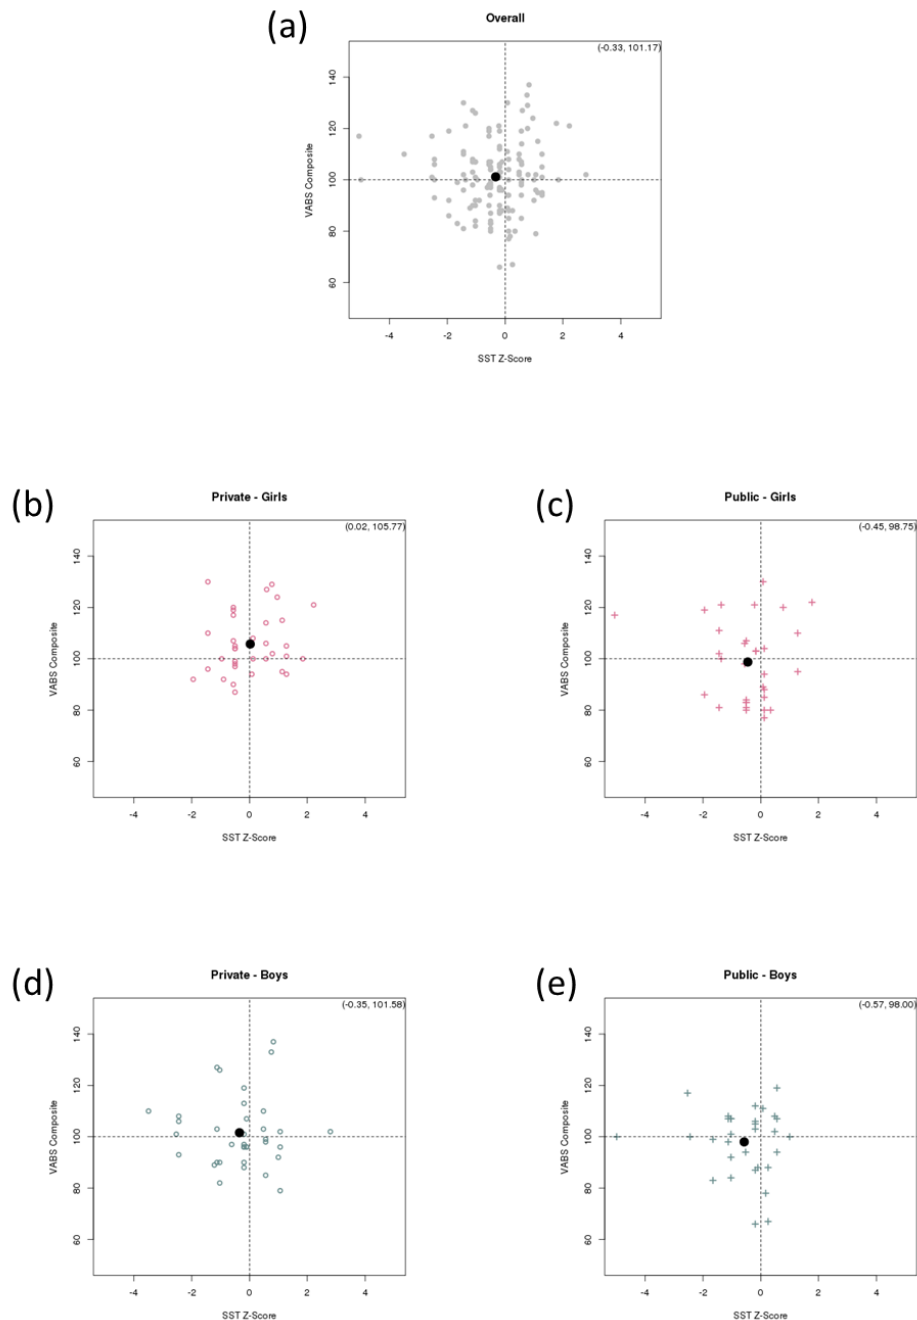 (a)
Overall
(-0.33, 101.17)
140
120
100
80
60
VABS Composite
-4 -2 0 2 4
SST Z-Score
(b)
Private - Girls
(0.02, 105.77)
140
120
100
80
60
VABS Composite
-4 -2 0 2 4
SST Z-Score
(c)
Public - Girls
(-0.45, 98.75)
140
120
100
80
60
VABS Composite
-4 -2 0 2 4
SST Z-Score
(d)
Private - Boys
(-0.35, 101.58)
140
120
100
80
60
VABS Composite
-4 -2 0 2 4
SST Z-Score
(e)
Public - Boys
(-0.57, 98.00)
140
120
100
80
60
VABS Composite
-4 -2 0 2 4
SST Z-Score